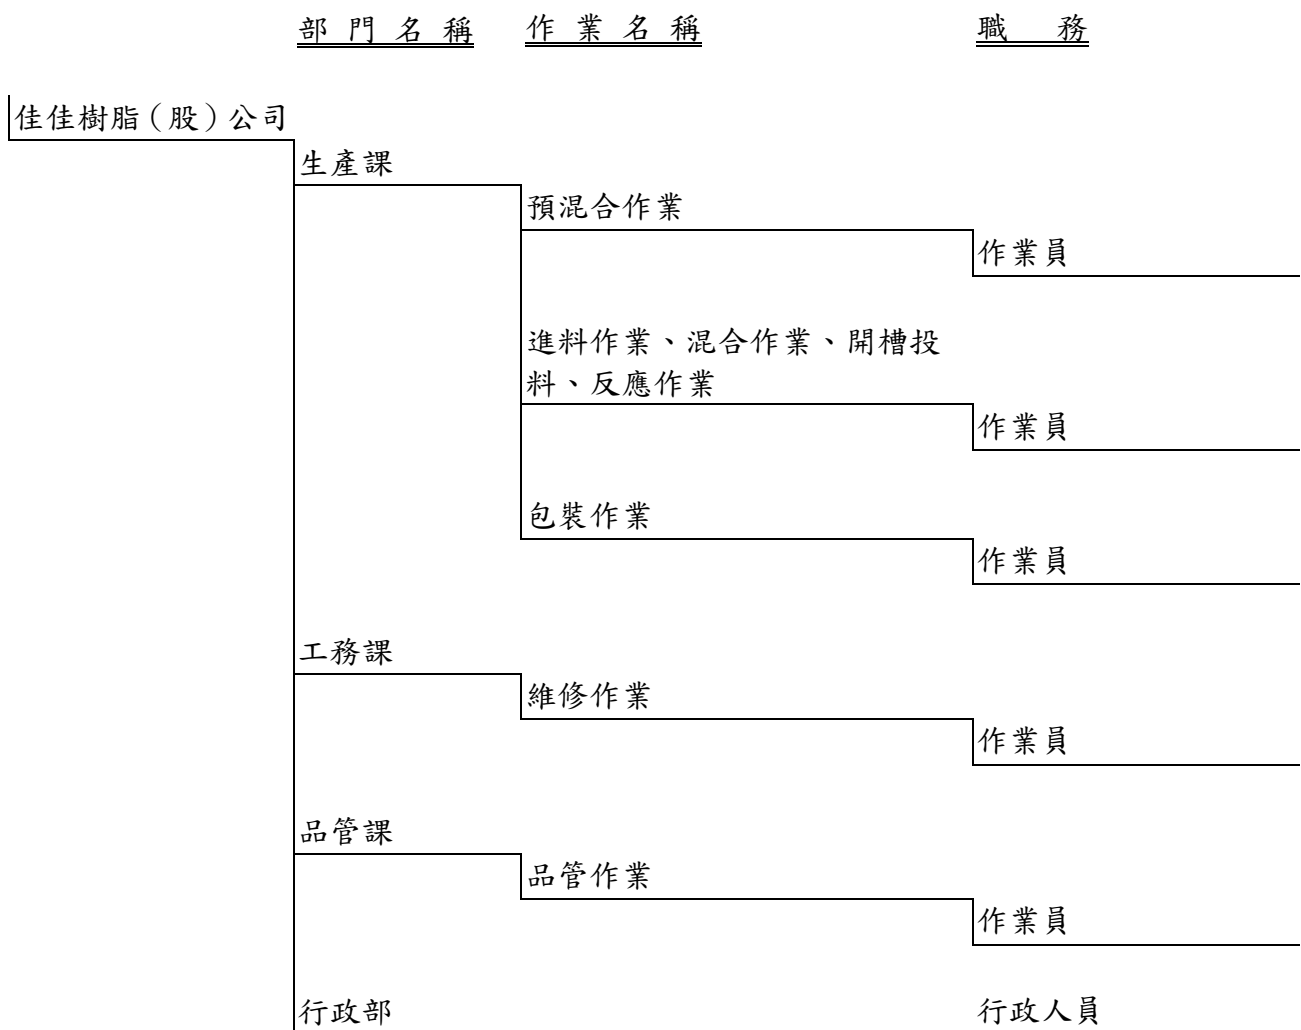 部門名稱 作業名稱 職務
佳佳樹脂（股）公司
生產課
預混合作業
作業員
進料作業、混合作業、開槽投
料、反應作業
作業員
包裝作業
作業員
工務課
維修作業
作業員
品管課
品管作業
作業員
行政部 行政人員